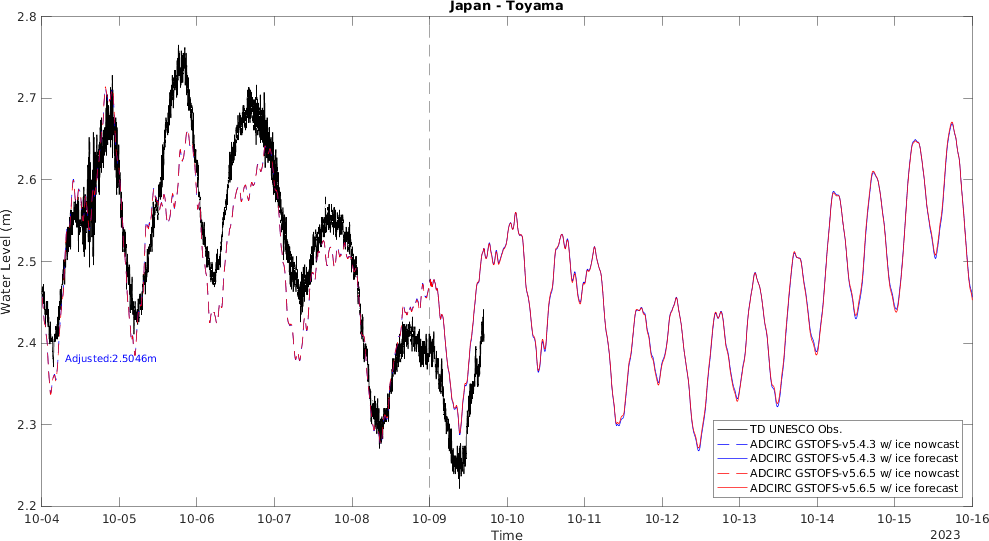 Japan - Toyama
Water Level (m)
2.8
2.7
2.6
2.5
2.4
2.3
2.2
Adjusted:2.5046m
TD UNESCO Obs.
ADCIRC GSTOFS-v5.4.3 w/ ice nowcast
ADCIRC GSTOFS-v5.4.3 w/ ice forecast
ADCIRC GSTOFS-v5.6.5 w/ ice nowcast
ADCIRC GSTOFS-v5.6.5 w/ ice forecast
10-04 10-05 10-06 10-07 10-08 10-09 10-10 10-11 10-12 10-13 10-14 10-15 10-16
Time
2023